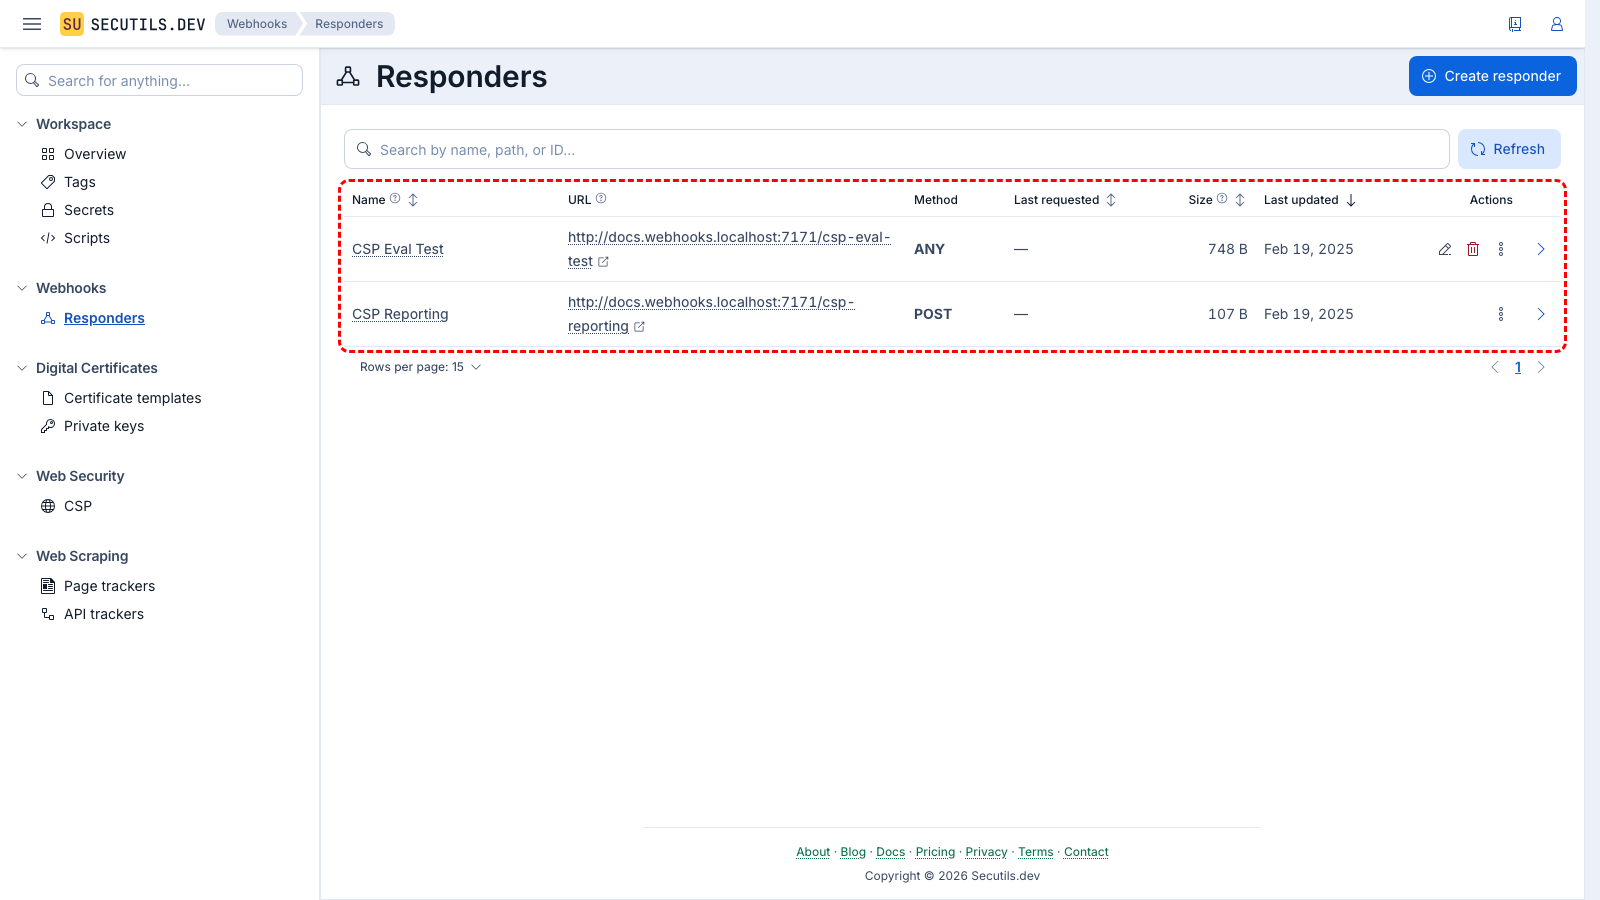 SU SECUTILS.DEV Webhooks Responders
Search for anything...
Workspace
Overview
Tags
Secrets
Scripts
Webhooks
Responders
Digital Certificates
Certificate templates
Private keys
Web Security
CSP
Web Scraping
Page trackers
API trackers
Responders
Create responder
Search by name, path, or ID...
Refresh
Name URL Method Last requested Size Last updated Actions
CSP Eval Test http://docs.webhooks.localhost:7171/csp-eval-
test ANY — 748 B Feb 19, 2025
CSP Reporting http://docs.webhooks.localhost:7171/csp-
reporting POST — 107 B Feb 19, 2025
Rows per page: 15
1
About · Blog · Docs · Pricing · Privacy · Terms · Contact
Copyright © 2026 Secutils.dev